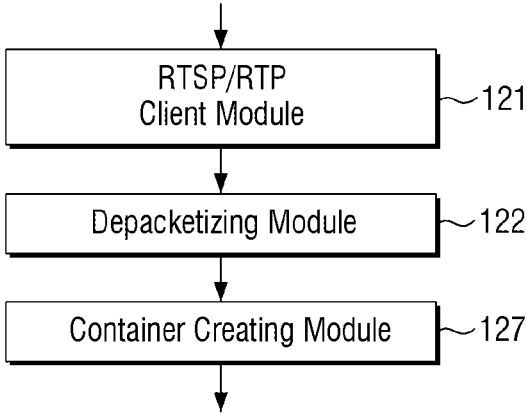 RTSP/RTP
Client Module
121
Depacketizing Module
122
Container Creating Module
127